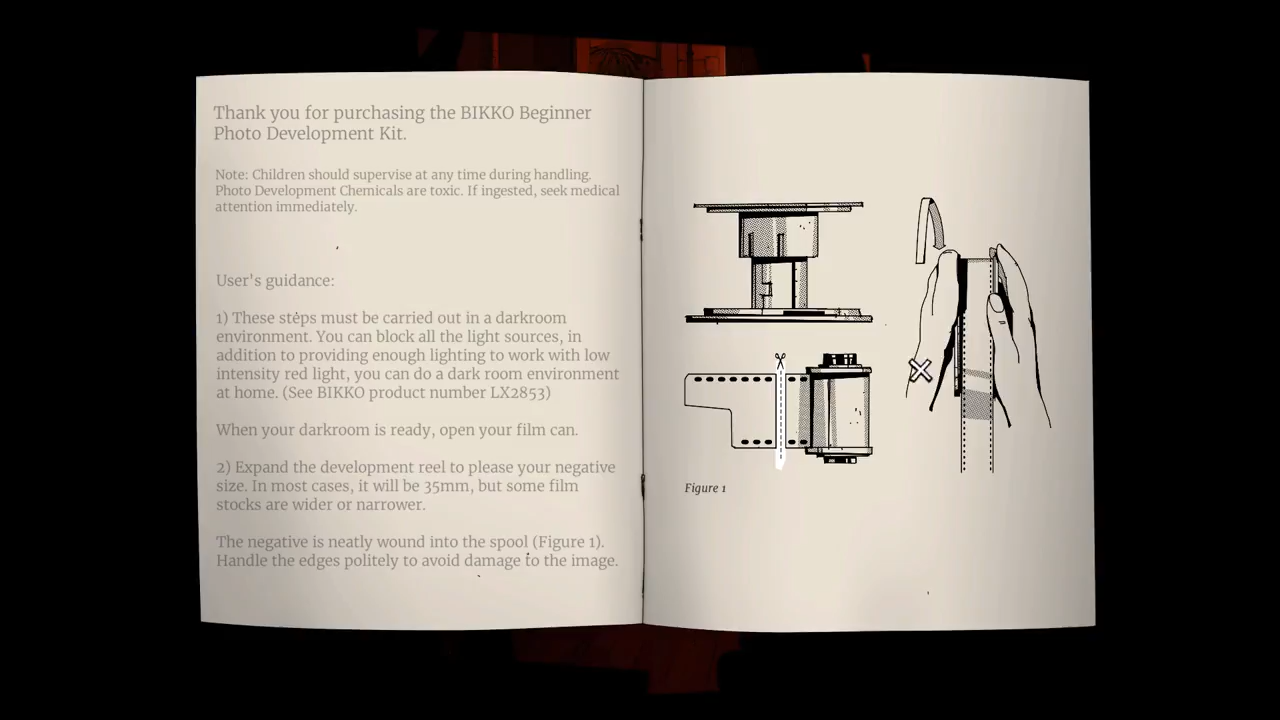 Thank you for purchasing the BIKKO Beginner
Photo Development Kit.
Note: Children should supervise at any time during handling.
Photo Development Chemicals are toxic. If ingested, seek medical
attention immediately.
User's guidance:
1) These steps must be carried out in a darkroom
environment. You can block all the light sources, in
addition to providing enough lighting to work with low
intensity red light, you can do a dark room environment
at home. (See BIKKO product number LX2853)
When your darkroom is ready, open your film can.
2) Expand the development reel to please your negative
size. In most cases, it will be 35mm, but some film
stocks are wider or narrower.
The negative is neatly wound into the spool (Figure 1).
Handle the edges politely to avoid damage to the image.
Figure 1